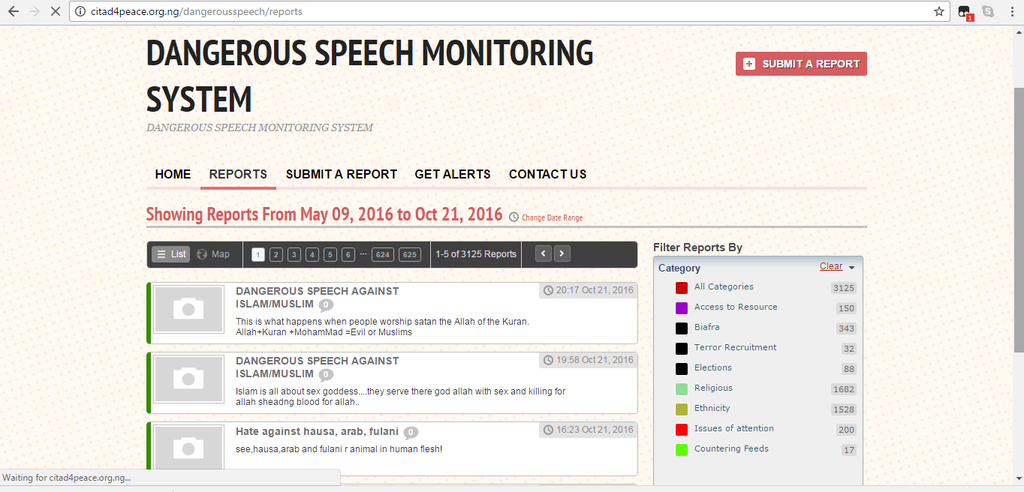 citad4peace.org.ng/dangerousspeech/reports
1
DANGEROUS SPEECH MONITORING
SYSTEM
SUBMIT A REPORT
DANGEROUS SPEECH MONITORING SYSTEM
HOME REPORTS SUBMIT A REPORT GET ALERTS CONTACT US
Showing Reports From May 09, 2016 to Oct 21, 2016 Change Date Range
List Map 1 2 3 4 5 6 ... 624 625 1-5 of 3125 Reports
DANGEROUS SPEECH AGAINST
ISLAM/MUSLIM 0
20:17 Oct 21, 2016
This is what happens when people worship satan the Allah of the Kuran.
Allah+Kuran +MohamMad =Evil or Muslims
DANGEROUS SPEECH AGAINST
ISLAM/MUSLIM 0
19:58 Oct 21, 2016
Islam is all about sex goddess....they serve there god allah with sex and killing for
allah sheadng blood for allah..
Hate against hausa, arab, fulani 0
16:23 Oct 21, 2016
see,hausa,arab and fulani r animal in human flesh!
Filter Reports By
Category Clear
All Categories 3125
Access to Resource 150
Biafra 343
Terror Recruitment 32
Elections 88
Religious 1682
Ethnicity 1528
Issues of attention 200
Countering Feeds 17
Waiting for citad4peace.org.ng...